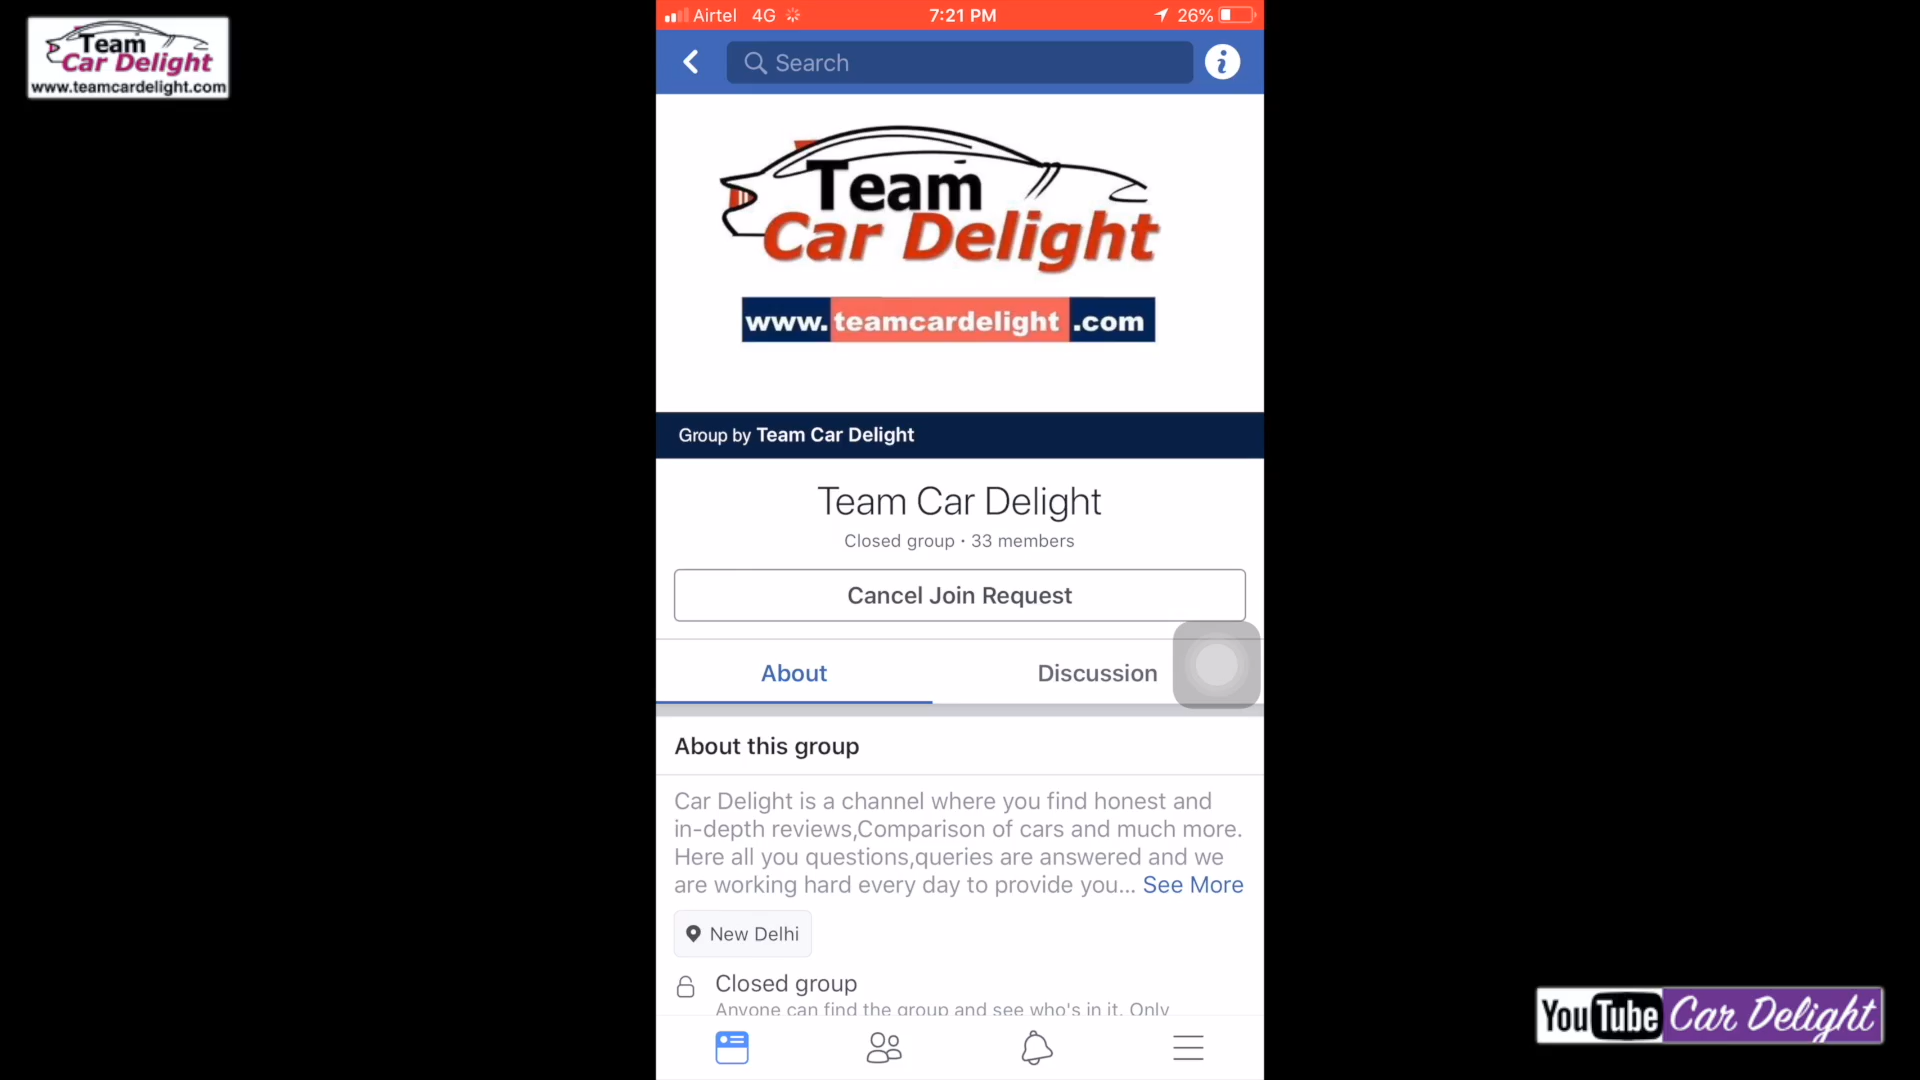 Team
Car Delight
www.teamcardelight.com
Airtel 4G 7:21 PM 26%
Search
Team
Car Delight
www.teamcardelight.com
Group by Team Car Delight
Team Car Delight
Closed group · 33 members
Cancel Join Request
About Discussion
About this group
Car Delight is a channel where you find honest and
in-depth reviews,Comparison of cars and much more.
Here all you questions,queries are answered and we
are working hard every day to provide you... See More
New Delhi
Closed group
Anyone can find the group and see who's in it. Only
YouTube Car Delight